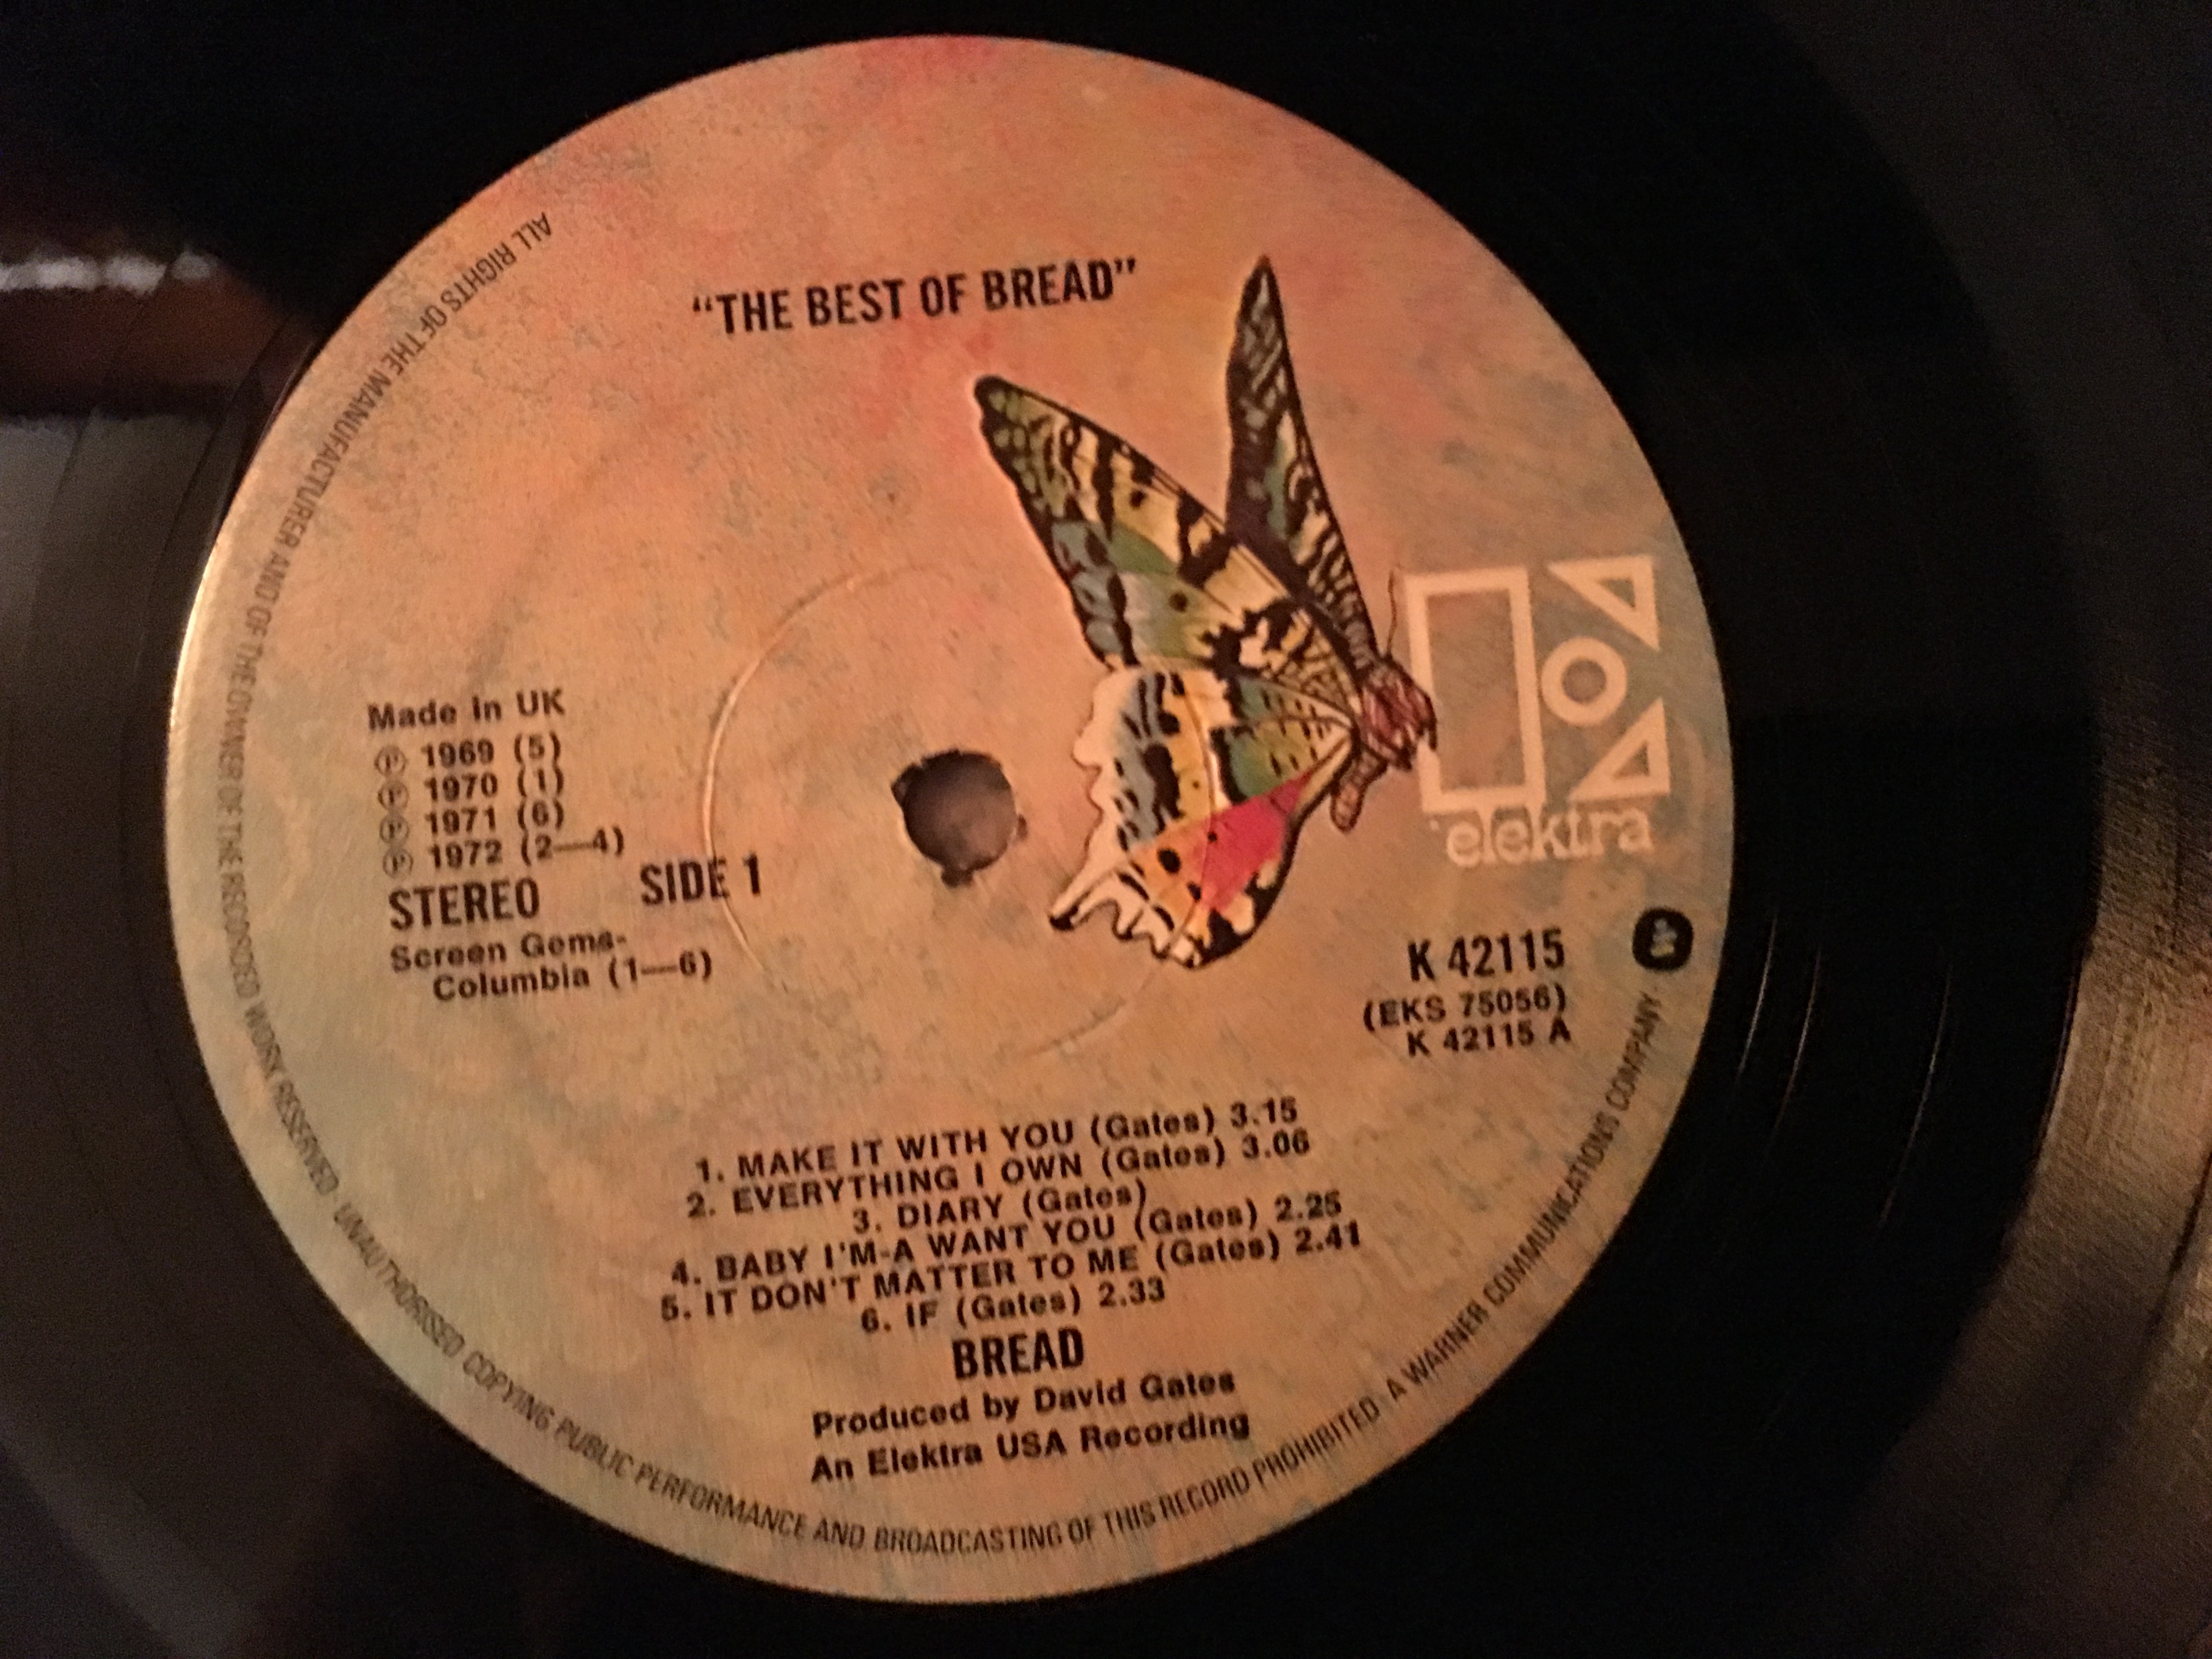 "THE BEST OF BREAD"
elektra
Made in UK
Ⓟ 1969 (5)
Ⓟ 1970 (1)
Ⓟ 1971 (6)
Ⓟ 1972 (2—4)
STEREO SIDE 1
Screen Gems-
Columbia (1—6)
K 42115
(EKS 75056)
K 42115 A
1. MAKE IT WITH YOU (Gates) 3.15
2. EVERYTHING I OWN (Gates) 3.06
3. DIARY (Gates)
4. BABY I'M-A WANT YOU (Gates) 2.25
5. IT DON'T MATTER TO ME (Gates) 2.41
6. IF (Gates) 2.33
BREAD
Produced by David Gates
An Elektra USA Recording
ALL RIGHTS OF THE MANUFACTURER AND OF THE OWNER OF THE RECORDED WORK RESERVED. UNAUTHORISED COPYING PUBLIC PERFORMANCE AND BROADCASTING OF THIS RECORD PROHIBITED · A WARNER COMMUNICATIONS COMPANY ·